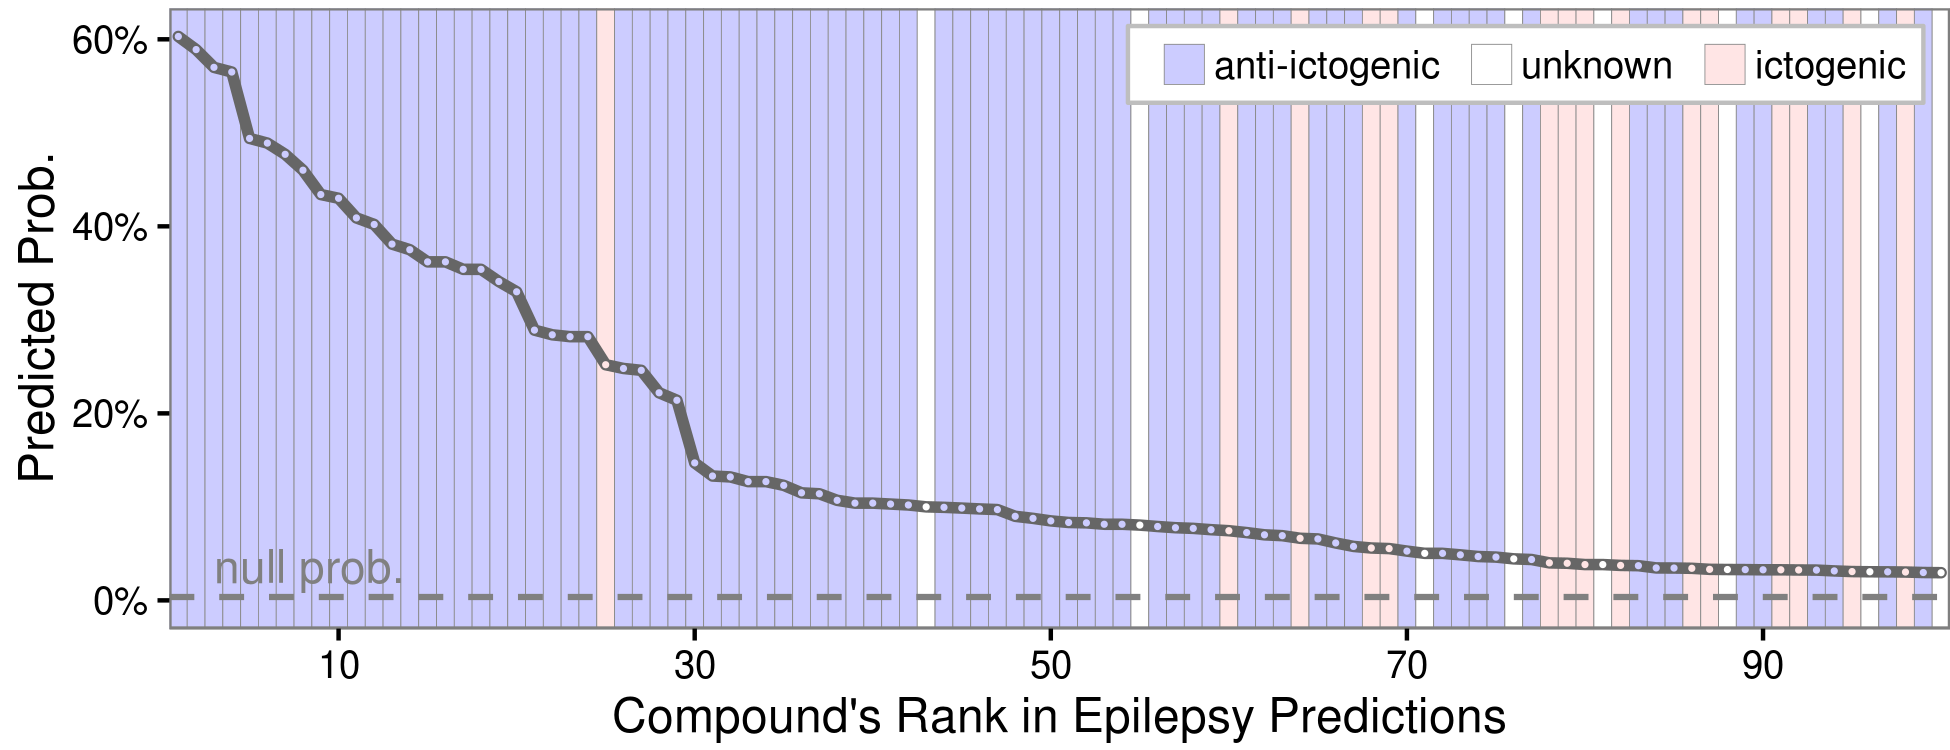 60%
40%
20%
0%
Predicted Prob.
anti-ictogenic unknown ictogenic
null prob.
10 30 50 70 90
Compound's Rank in Epilepsy Predictions